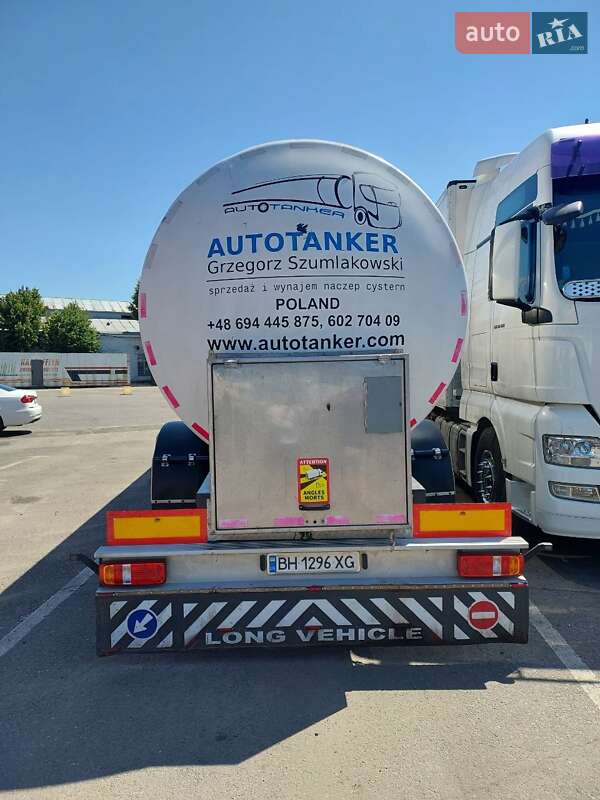 auto RIA .com
AUTOTANKER
AUTOTANKER
Grzegorz Szumlakowski
sprzedaż i wynajem naczep cystern
POLAND
+48 694 445 875, 602 704 09
www.autotanker.com
ATTENTION
ANGLES
MORTS
BH 1296 XG
LONG VEHICLE